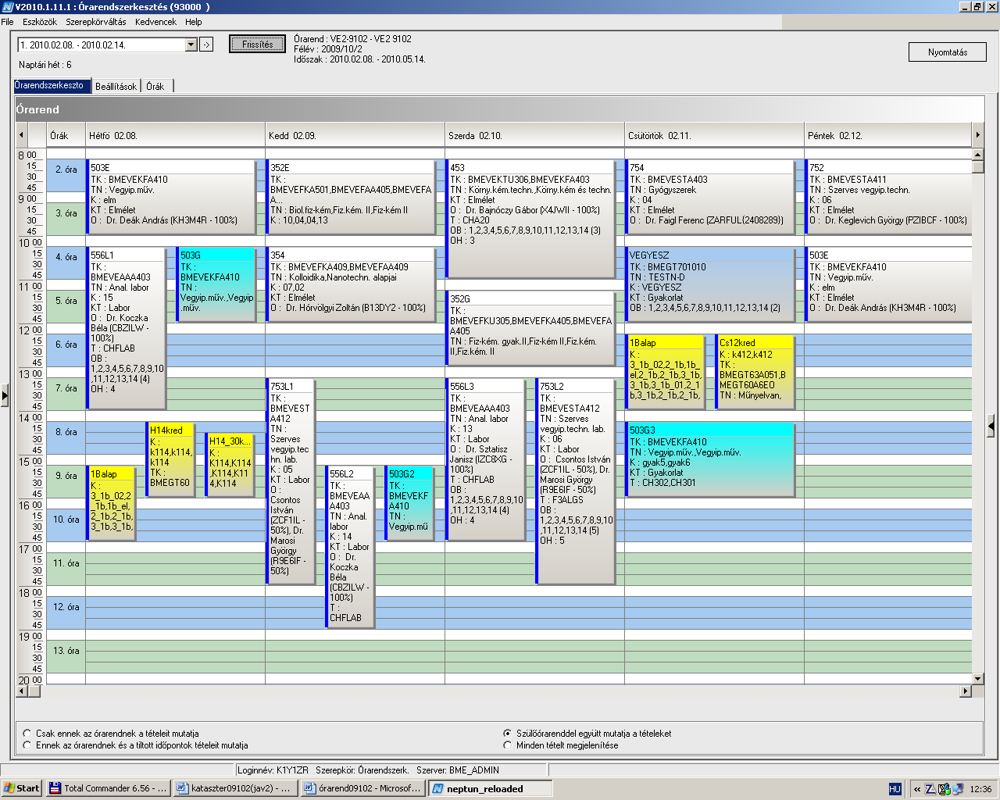 V2010.1.11.1 : Órarendszerkesztés (93000  )
File Eszközök Szerepkörváltás Kedvencek Help
1. 2010.02.08. - 2010.02.14.
->
Frissítés
Órarend : VE2-9102 - VE2 9102
Félév : 2009/10/2
Időszak : 2010.02.08. - 2010.05.14.
Nyomtatás
Naptári hét : 6
Órarendszerkeszto Beállítások Órák
Órarend
Órák Hétfő 02.08. Kedd 02.09. Szerda 02.10. Csütörtök 02.11. Péntek 02.12.
8 00
15
30
45
9 00
15
30
45
10 00
15
30
45
11 00
15
30
45
12 00
15
30
45
13 00
15
30
45
14 00
15
30
45
15 00
15
30
45
16 00
15
30
45
17 00
15
30
45
18 00
15
30
45
19 00
15
30
45
20 00
2. óra
3. óra
4. óra
5. óra
6. óra
7. óra
8. óra
9. óra
10. óra
11. óra
12. óra
13. óra
503E
TK : BMEVEKFA410
TN : Vegyip.műv.
K : elm
KT : Elmélet
O : Dr. Deák András (KH3M4R - 100%)
556L1
TK :
BMEVEAAA403
TN : Anal. labor
K : 15
KT : Labor
O : Dr. Koczka
Béla (CBZILW -
100%)
T : CHFLAB
OB :
1,2,3,4,5,6,7,8,9,10
,11,12,13,14 (4)
OH : 4
503G
TK :
BMEVEKFA410
TN :
Vegyip.műv.,Vegyip
.műv.
H14kred
K :
k114,k114,
k114
TK :
BMEGT60
H14_30k...
K :
K114,K114
,K114,K11
4,K114
1Balap
K :
3_1b_02,2
_1b,1b_el,
2_1b,2_1b,
3_1b,3_1b,
352E
TK :
BMEVEFKA501,BMEVEFAA405,BMEVEFA
A...
TN : Biol.fiz-kém,Fiz.kém. II,Fiz-kém II
K : 10,04,04,13
354
TK : BMEVEFKA409,BMEVEFAA409
TN : Kolloidika,Nanotechn. alapjai
K : 07,02
KT : Elmélet
O : Dr. Hórvölgyi Zoltán (B13DY2 - 100%)
753L1
TK :
BMEVEST
A412
TN :
Szerves
vegyip.tec
hn. lab.
K : 05
KT : Labor
O :
Csontos
István
(ZCF1IL -
50%), Dr.
Marosi
György
(R9E6IF -
50%)
556L2
TK :
BMEVEAA
A403
TN : Anal.
labor
K : 14
KT : Labor
O : Dr.
Koczka
Béla
(CBZILW -
100%)
T :
CHFLAB
503G2
TK :
BMEVEKF
A410
TN :
Vegyip.mű
453
TK : BMEVEKTU306,BMEVEKFA403
TN : Körny.kém.techn.,Körny.kém és techn.
KT : Elmélet
O : Dr. Bajnóczy Gábor (X4JWII - 100%)
T : CHA20
OB : 1,2,3,4,5,6,7,8,9,10,11,12,13,14 (3)
OH : 3
352G
TK :
BMEVEFKU305,BMEVEFKA405,BMEVEFA
A405
TN : Fiz-kém. gyak.II,Fiz-kém II,Fiz.kém.
II,Fiz.kém. II
556L3
TK :
BMEVEAAA403
TN : Anal. labor
K : 13
KT : Labor
O : Dr. Sztatisz
Janisz (IZC8XG -
100%)
T : CHFLAB
OB :
1,2,3,4,5,6,7,8,9,10
,11,12,13,14 (4)
OH : 4
753L2
TK :
BMEVESTA412
TN : Szerves
vegyip.techn. lab.
K : 06
KT : Labor
O : Csontos István
(ZCF1IL - 50%), Dr.
Marosi György
(R9E6IF - 50%)
T : F3ALGS
OB :
1,2,3,4,5,6,7,8,9,10
,11,12,13,14 (5)
OH : 5
754
TK : BMEVESTA403
TN : Gyógyszerek
K : 04
KT : Elmélet
O : Dr. Faigl Ferenc (ZARFUL{2408289})
VEGYESZ
TK : BMEGT701010
TN : TESTN-D
K : VEGYESZ
KT : Gyakorlat
OB : 1,2,3,4,5,6,7,8,9,10,11,12,13,14 (2)
1Balap
K :
3_1b_02,2_1b,1b_
el,2_1b,2_1b,3_1b,
3_1b,3_1b_01,2_1
b,3_1b,2_1b,2_1b,
Cs12kred
K : k412,k412
TK :
BMEGT63A051,B
MEGT60A6EO
TN : Műnyelvan,
503G3
TK : BMEVEKFA410
TN : Vegyip.műv.,Vegyip.műv.
K : gyak5,gyak6
KT : Gyakorlat
T : CH302,CH301
752
TK : BMEVESTA411
TN : Szerves vegyip.techn.
K : 06
KT : Elmélet
O : Dr. Keglevich György (PZIBCF - 100%)
503E
TK : BMEVEKFA410
TN : Vegyip.műv.
K : elm
KT : Elmélet
O : Dr. Deák András (KH3M4R - 100%)
Csak ennek az órarendnek a tételeit mutatja
Ennek az órarendnek és a tiltott időpontok tételeit mutatja
Szülőórarenddel együtt mutatja a tételeket
Minden tételt megjelenítése
Loginnév: K1Y1ZR Szerepkör: Órarendszerk. Szerver: BME_ADMIN
Start Total Commander 6.56 - ... kataszter09102(jav2) - ... órarend09102 - Microsof... neptun_reloaded HU « 12:36